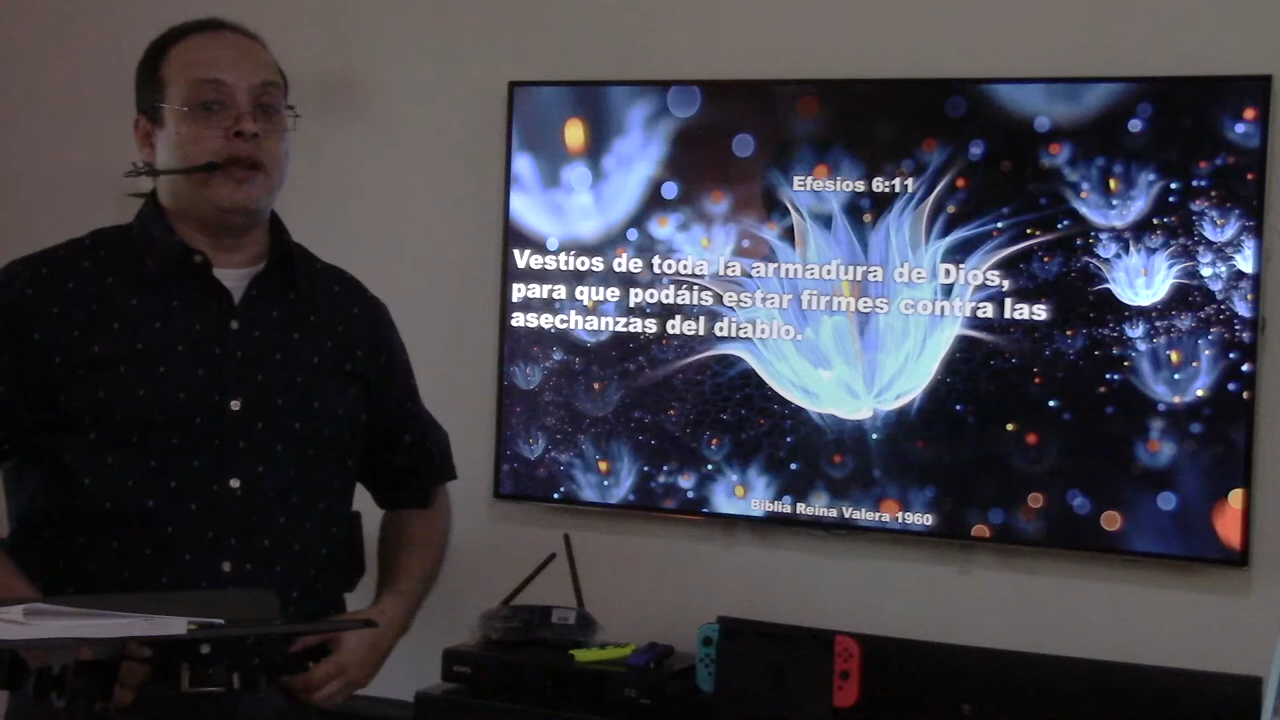 Efesios 6:11
Vestíos de toda la armadura de Dios,
para que podáis estar firmes contra las
asechanzas del diablo.
Biblia Reina Valera 1960